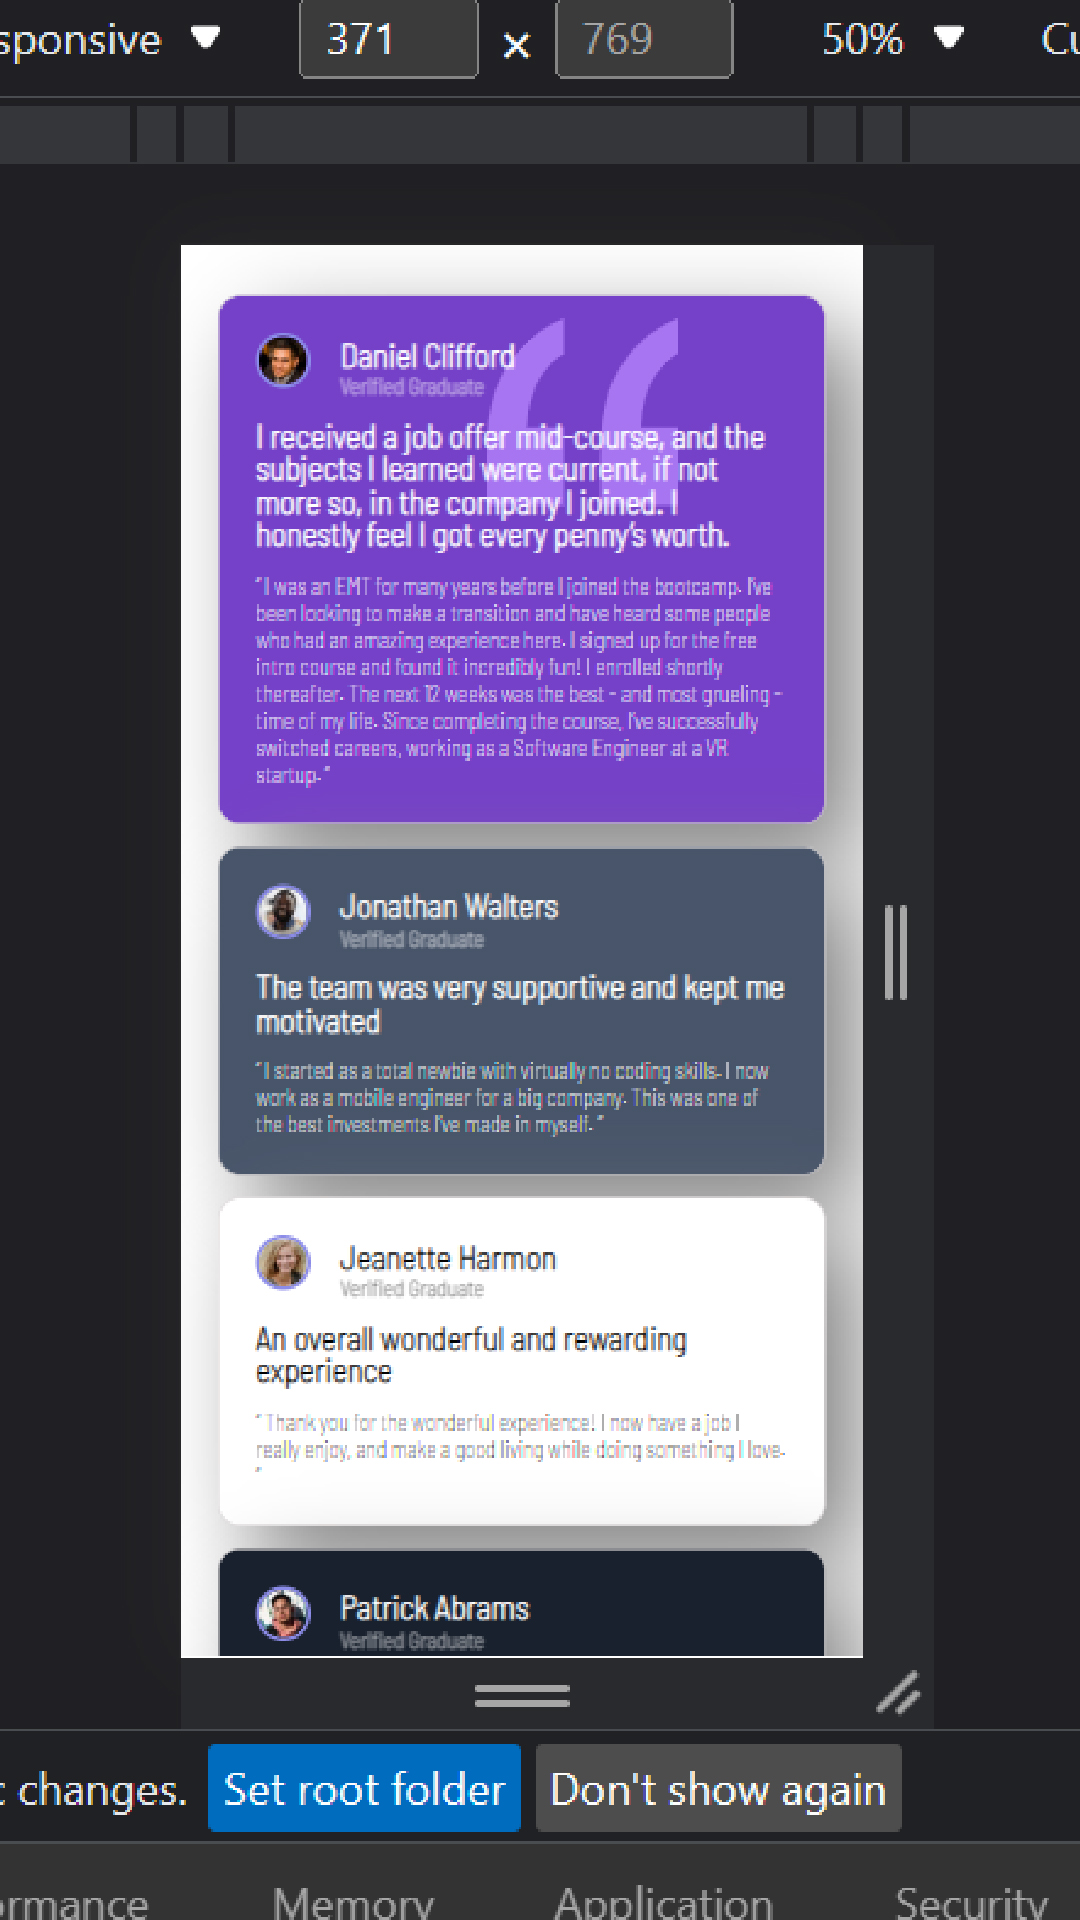 sponsive 371 × 769 50% Cu
Daniel Clifford
Verified Graduate
I received a job offer mid-course, and the
subjects I learned were current, if not
more so, in the company I joined. I
honestly feel I got every penny's worth.
“I was an EMT for many years before I joined the bootcamp. I've
been looking to make a transition and have heard some people
who had an amazing experience here. I signed up for the free
intro course and found it incredibly fun! I enrolled shortly
thereafter. The next 12 weeks was the best - and most grueling -
time of my life. Since completing the course, I've successfully
switched careers, working as a Software Engineer at a VR
startup.”
Jonathan Walters
Verified Graduate
The team was very supportive and kept me
motivated
“I started as a total newbie with virtually no coding skills. I now
work as a mobile engineer for a big company. This was one of
the best investments I've made in myself. ”
Jeanette Harmon
Verified Graduate
An overall wonderful and rewarding
experience
“Thank you for the wonderful experience! I now have a job I
really enjoy, and make a good living while doing something I love.
”
Patrick Abrams
Verified Graduate
c changes. Set root folder Don't show again
ormance Memory Application Security